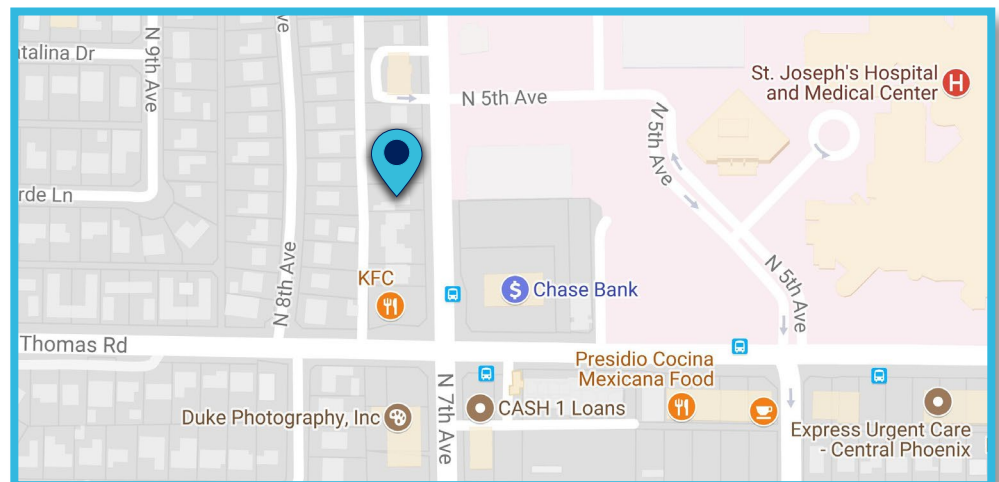 ve
N 9th Ave
atalina Dr
St. Joseph's Hospital
and Medical Center
H
N 5th Ave
N 5th Ave
rde Ln
N 8th Ave
KFC
$
Chase Bank
N 5th Ave
Thomas Rd
Presidio Cocina
Mexicana Food
N 7th Ave
CASH 1 Loans
Duke Photography, Inc
Express Urgent Care
- Central Phoenix